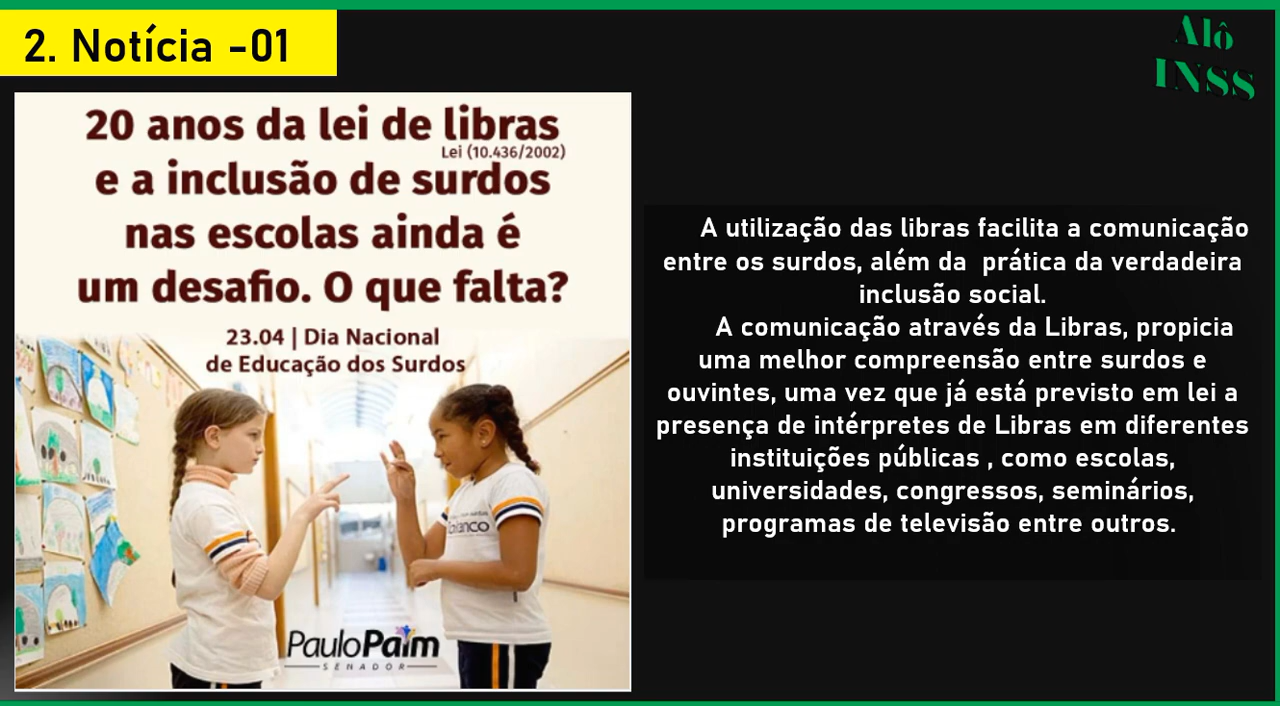 2. Notícia -01
Alô
INSS
20 anos da lei de libras
Lei (10.436/2002)
e a inclusão de surdos
nas escolas ainda é
um desafio. O que falta?
23.04 | Dia Nacional
de Educação dos Surdos
PauloPaim
SENADOR
A utilização das libras facilita a comunicação
entre os surdos, além da  prática da verdadeira
inclusão social.
A comunicação através da Libras, propicia
uma melhor compreensão entre surdos e
ouvintes, uma vez que já está previsto em lei a
presença de intérpretes de Libras em diferentes
instituições públicas , como escolas,
universidades, congressos, seminários,
programas de televisão entre outros.